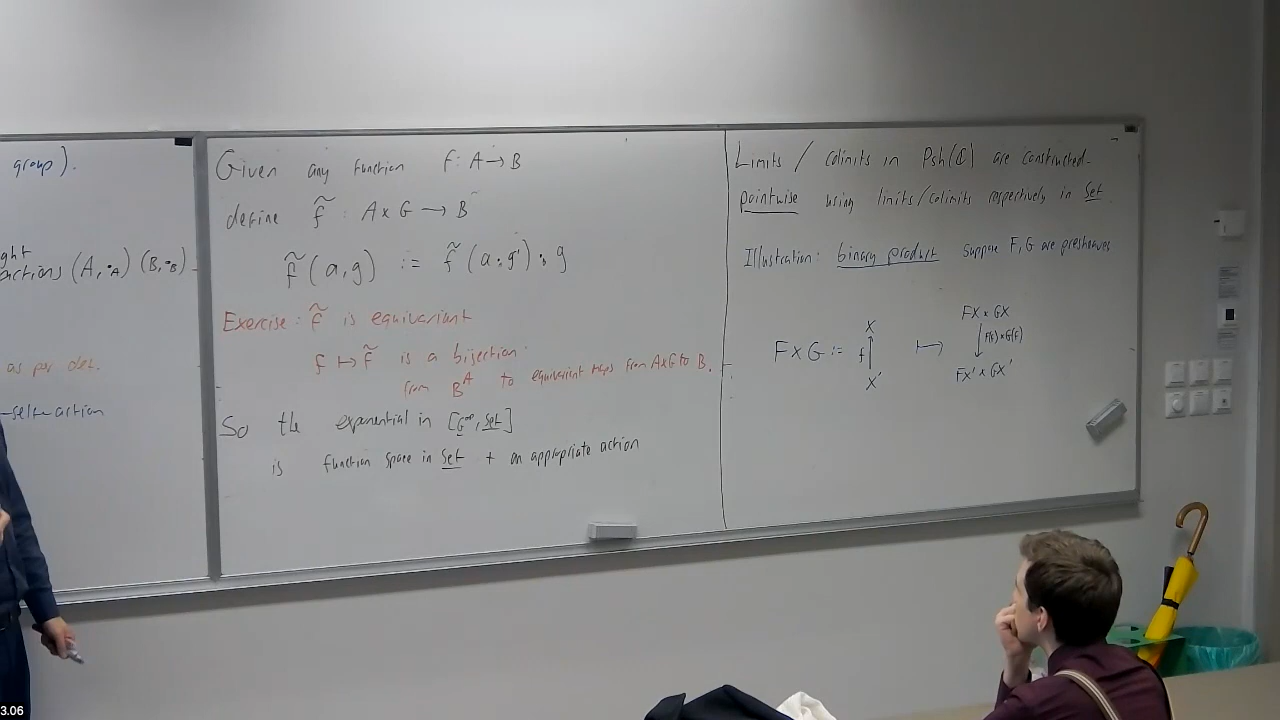 group).
ght
actions (A, ·A) (B, ·B)
as per def.
-self-action
Given any function f: A → B
define f̃ : A × G → B
f̃(a, g) := f̃(a · g⁻¹) · g
Exercise: f̃ is equivariant
f ↦ f̃ is a bijection
from B^A to equivariant maps from A×G to B.
So the exponential in [G^op, Set]
is function space in Set + an appropriate action
Limits / Colimits in Psh(C) are constructed
pointwise using limits/colimits respectively in Set.
Illustration: binary product suppose F, G are presheaves
X FX × GX
F × G := f ↑ ↦ ↓ F(f) × G(f)
X' FX' × GX'
3.06